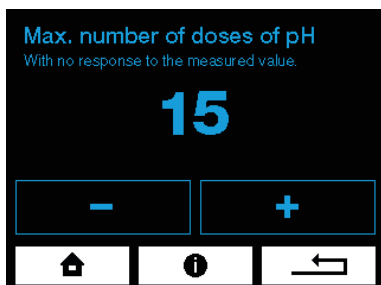 Max. number of doses of pH
With no response to the measured value.
15
− +